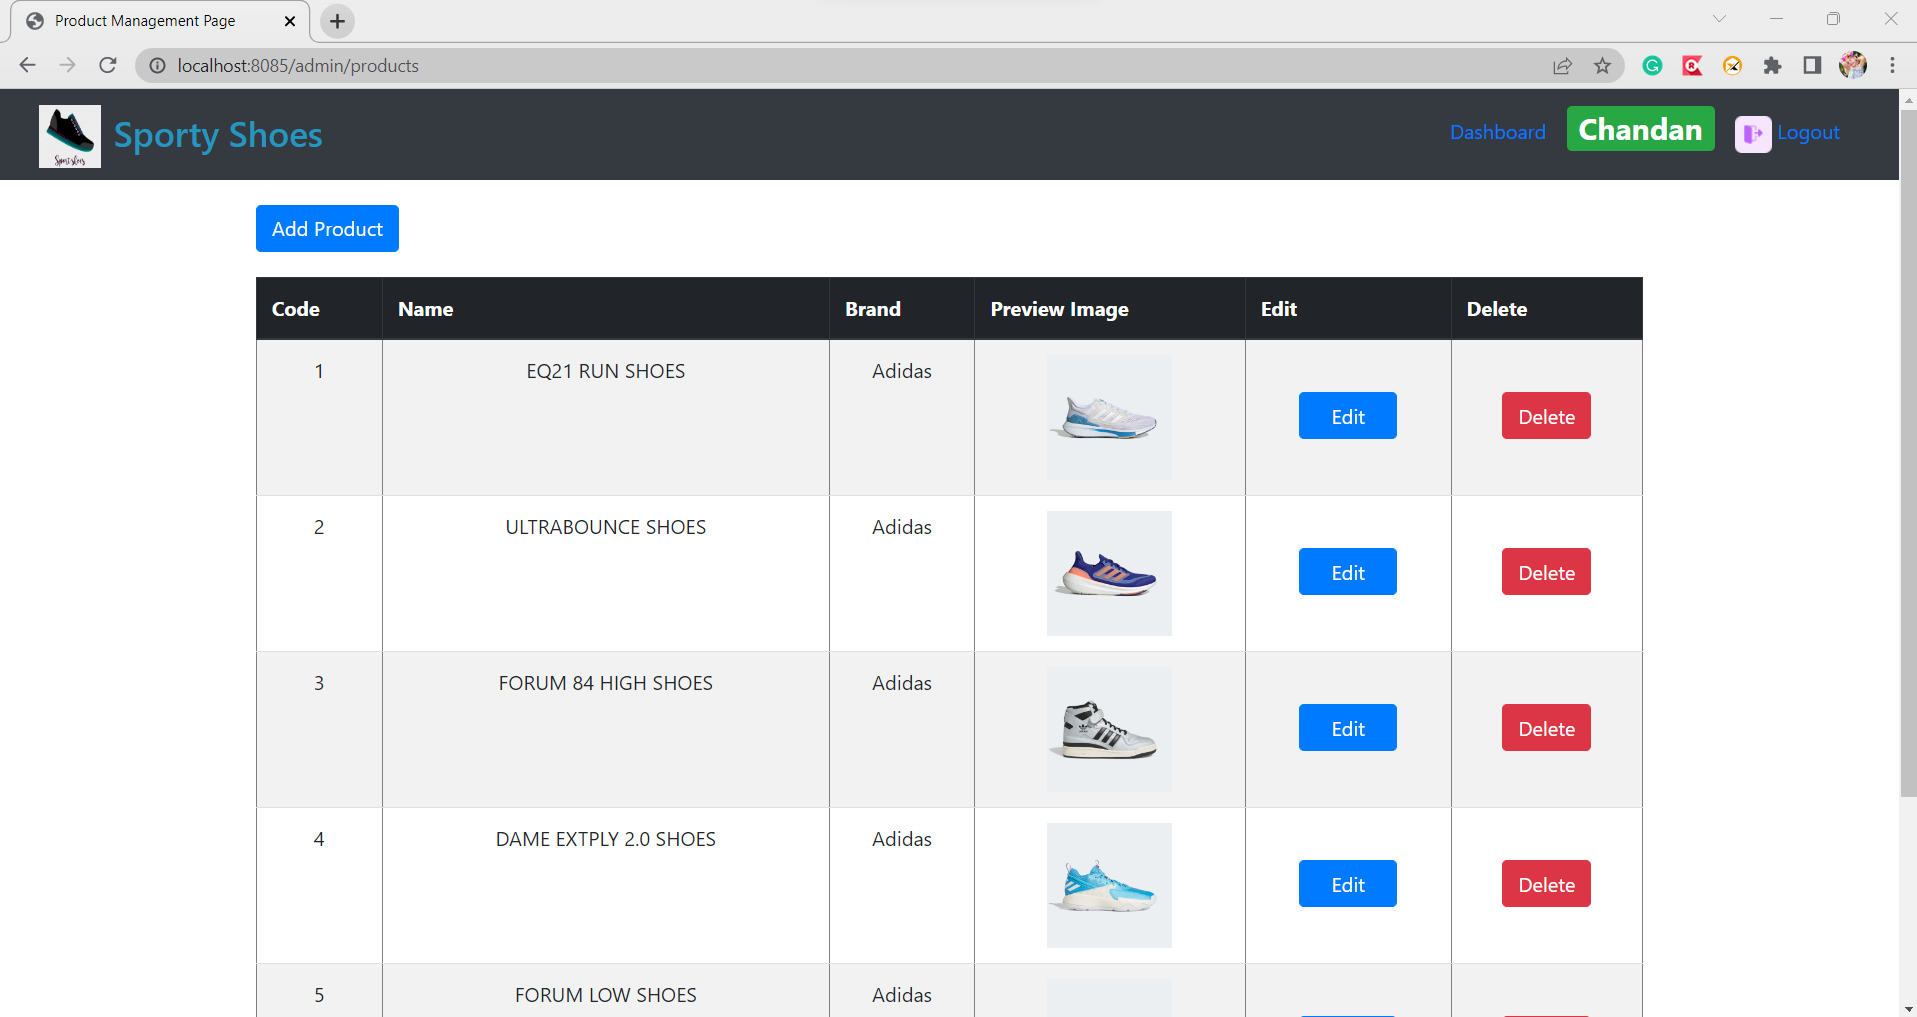 Product Management Page
localhost:8085/admin/products
Sporty Shoes
Dashboard
Chandan
Logout
Add Product
Code Name Brand Preview Image Edit Delete
1 EQ21 RUN SHOES Adidas Edit Delete
2 ULTRABOUNCE SHOES Adidas Edit Delete
3 FORUM 84 HIGH SHOES Adidas Edit Delete
4 DAME EXTPLY 2.0 SHOES Adidas Edit Delete
5 FORUM LOW SHOES Adidas